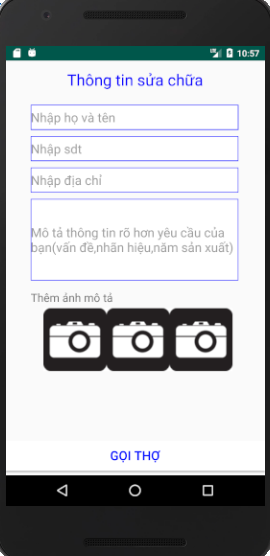 10:57
Thông tin sửa chữa
Nhập họ và tên
Nhập sdt
Nhập địa chỉ
Mô tả thông tin rõ hơn yêu cầu của
bạn(vấn đề,nhãn hiệu,năm sản xuất)
Thêm ảnh mô tả
GỌI THỢ